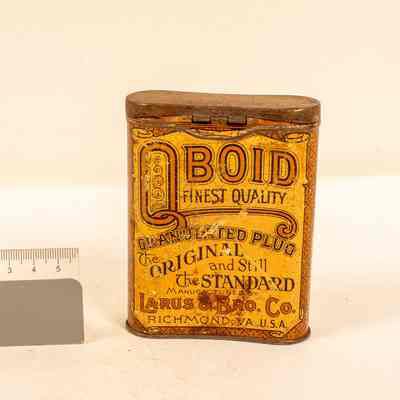 QBOID
FINEST QUALITY
GRANULATED PLUG
The ORIGINAL
and Still
the STANDARD
MANUFACTURED BY
LARUS & BRO. CO.
RICHMOND, VA. U.S.A.
3 4 5